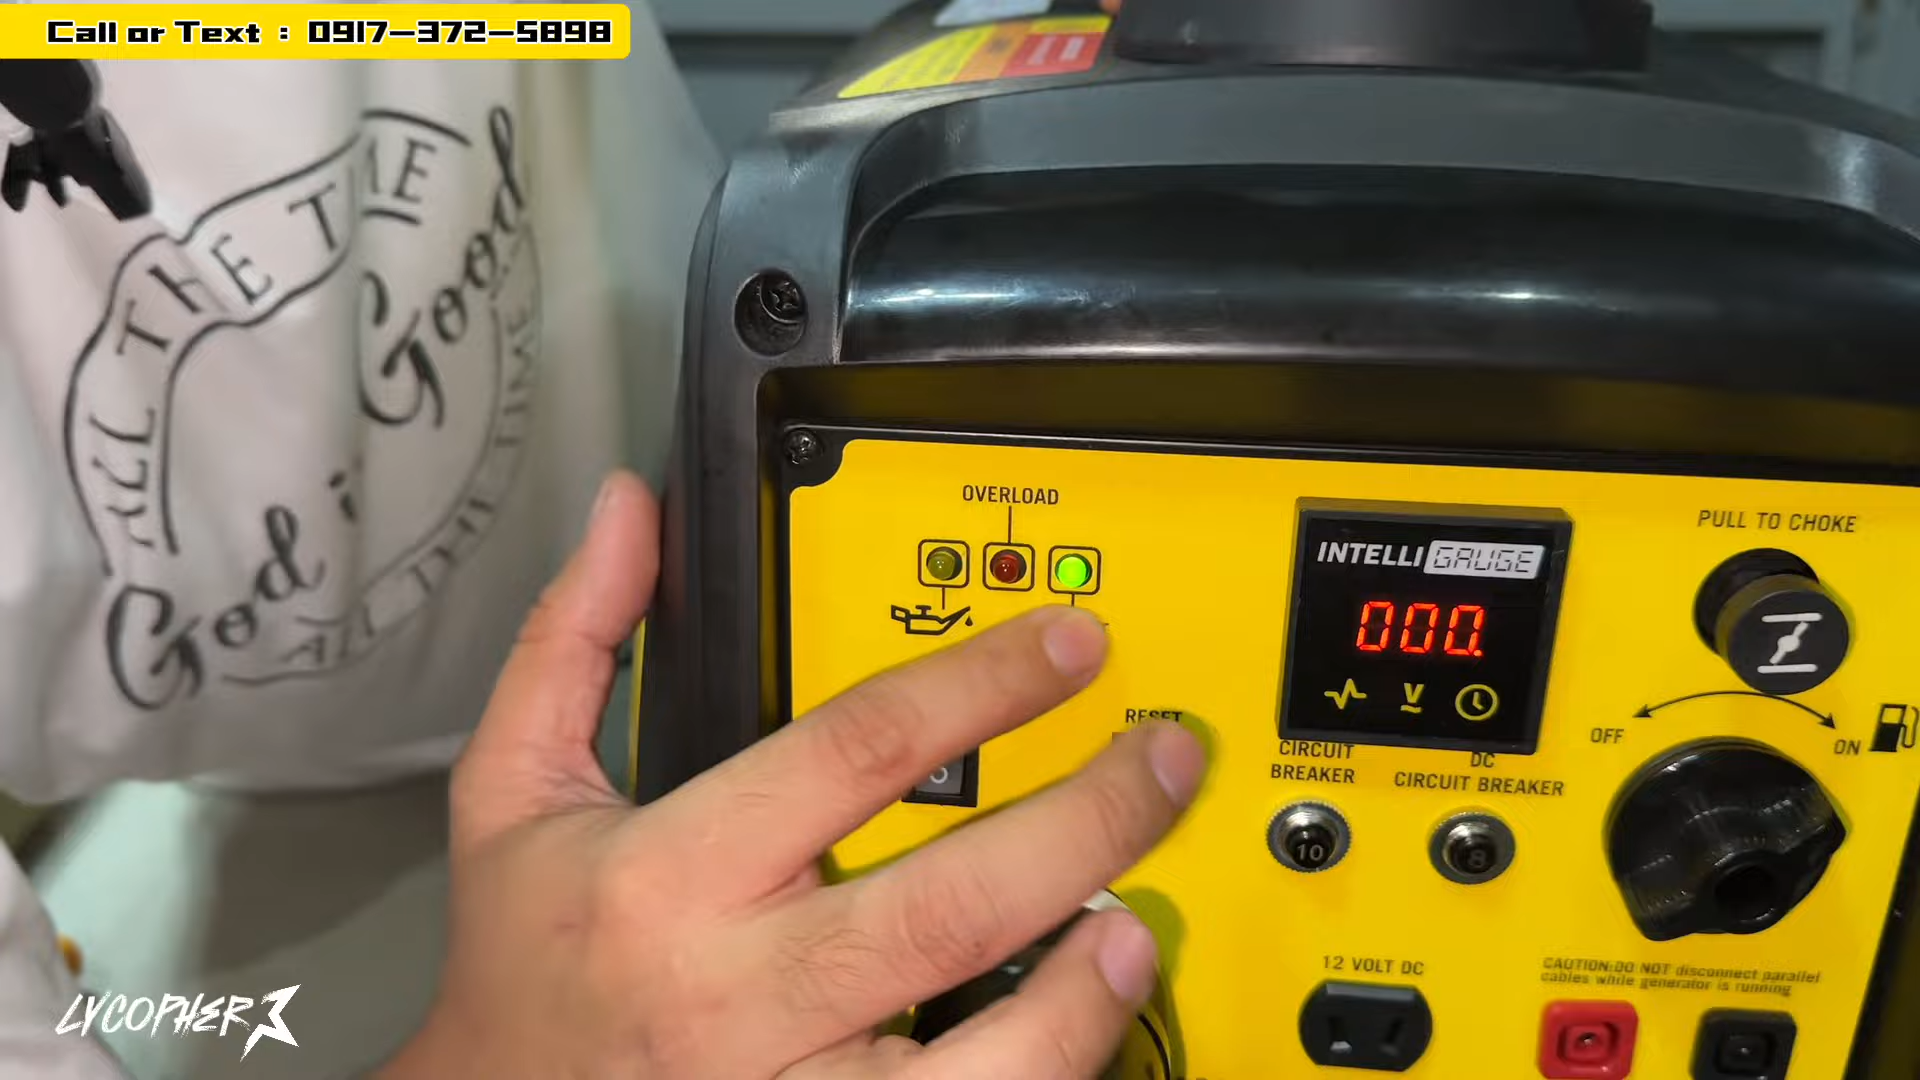 Call or Text : 0917-372-5898
ALL THE TIME
God is Good
ALL THE TIME
OVERLOAD
INTELLI GAUGE
000.
V
PULL TO CHOKE
OFF
ON
RESET
CIRCUIT BREAKER
DC
CIRCUIT BREAKER
10
8
12 VOLT DC
CAUTION:DO NOT disconnect parallel
cables while generator is running
LYCOPHER